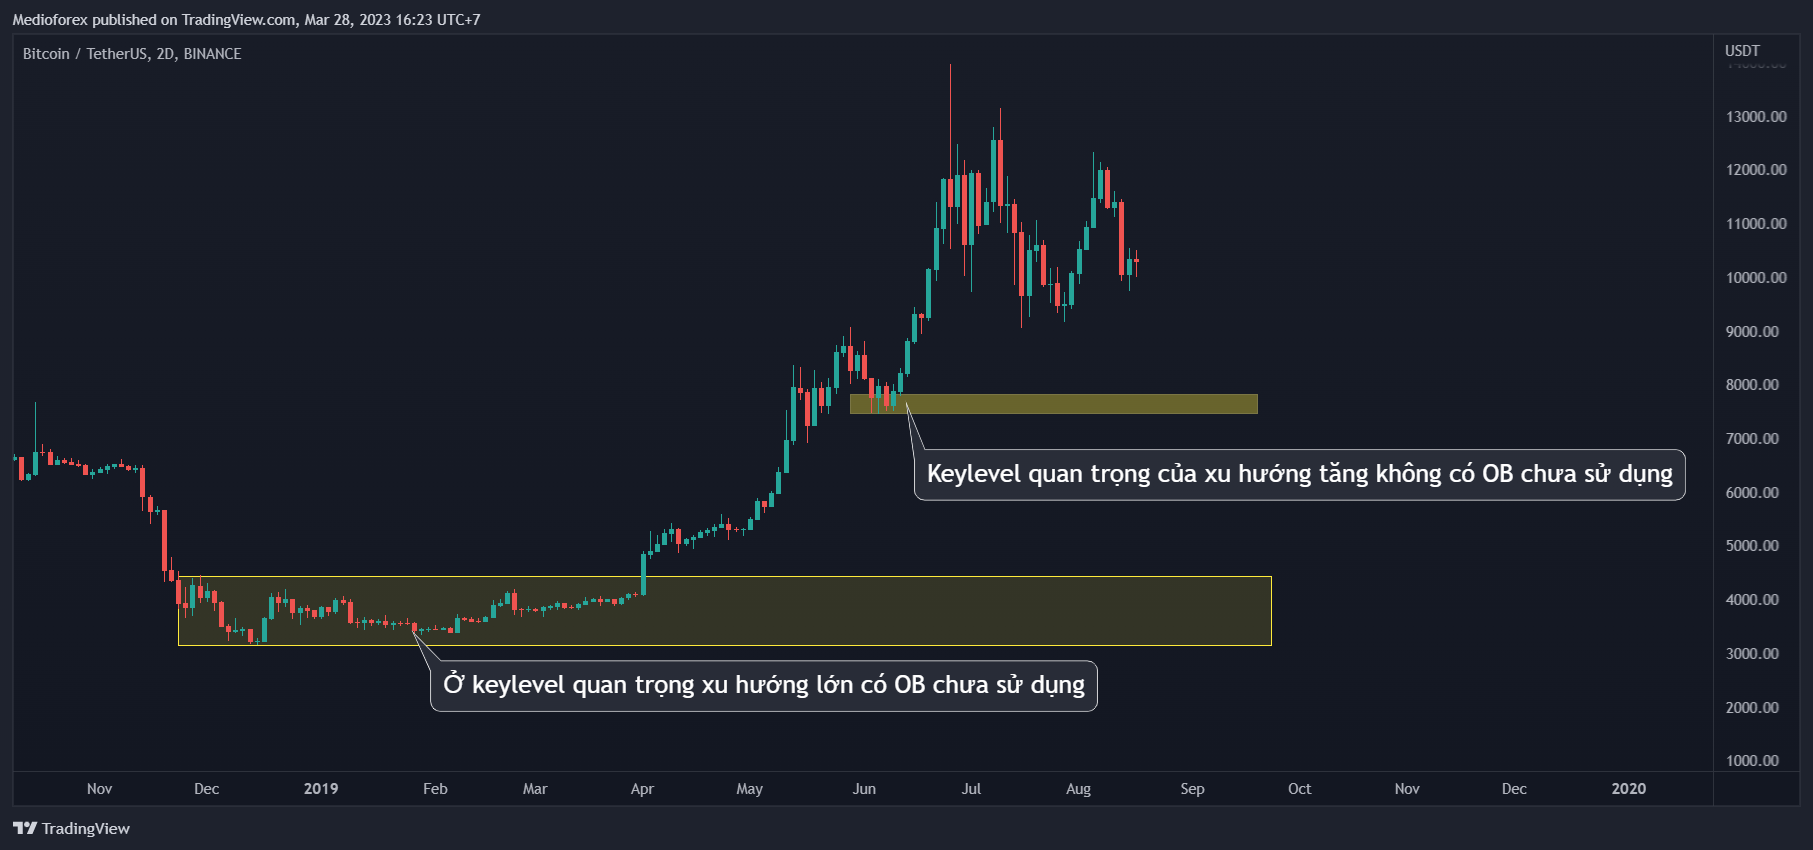 Medioforex published on TradingView.com, Mar 28, 2023 16:23 UTC+7
Bitcoin / TetherUS, 2D, BINANCE
USDT
13000.00
12000.00
11000.00
10000.00
9000.00
8000.00
7000.00
Keylevel quan trọng của xu hướng tăng không có OB chưa sử dụng
6000.00
5000.00
4000.00
3000.00
Ở keylevel quan trọng xu hướng lớn có OB chưa sử dụng
2000.00
1000.00
Nov Dec 2019 Feb Mar Apr May Jun Jul Aug Sep Oct Nov Dec 2020
TradingView